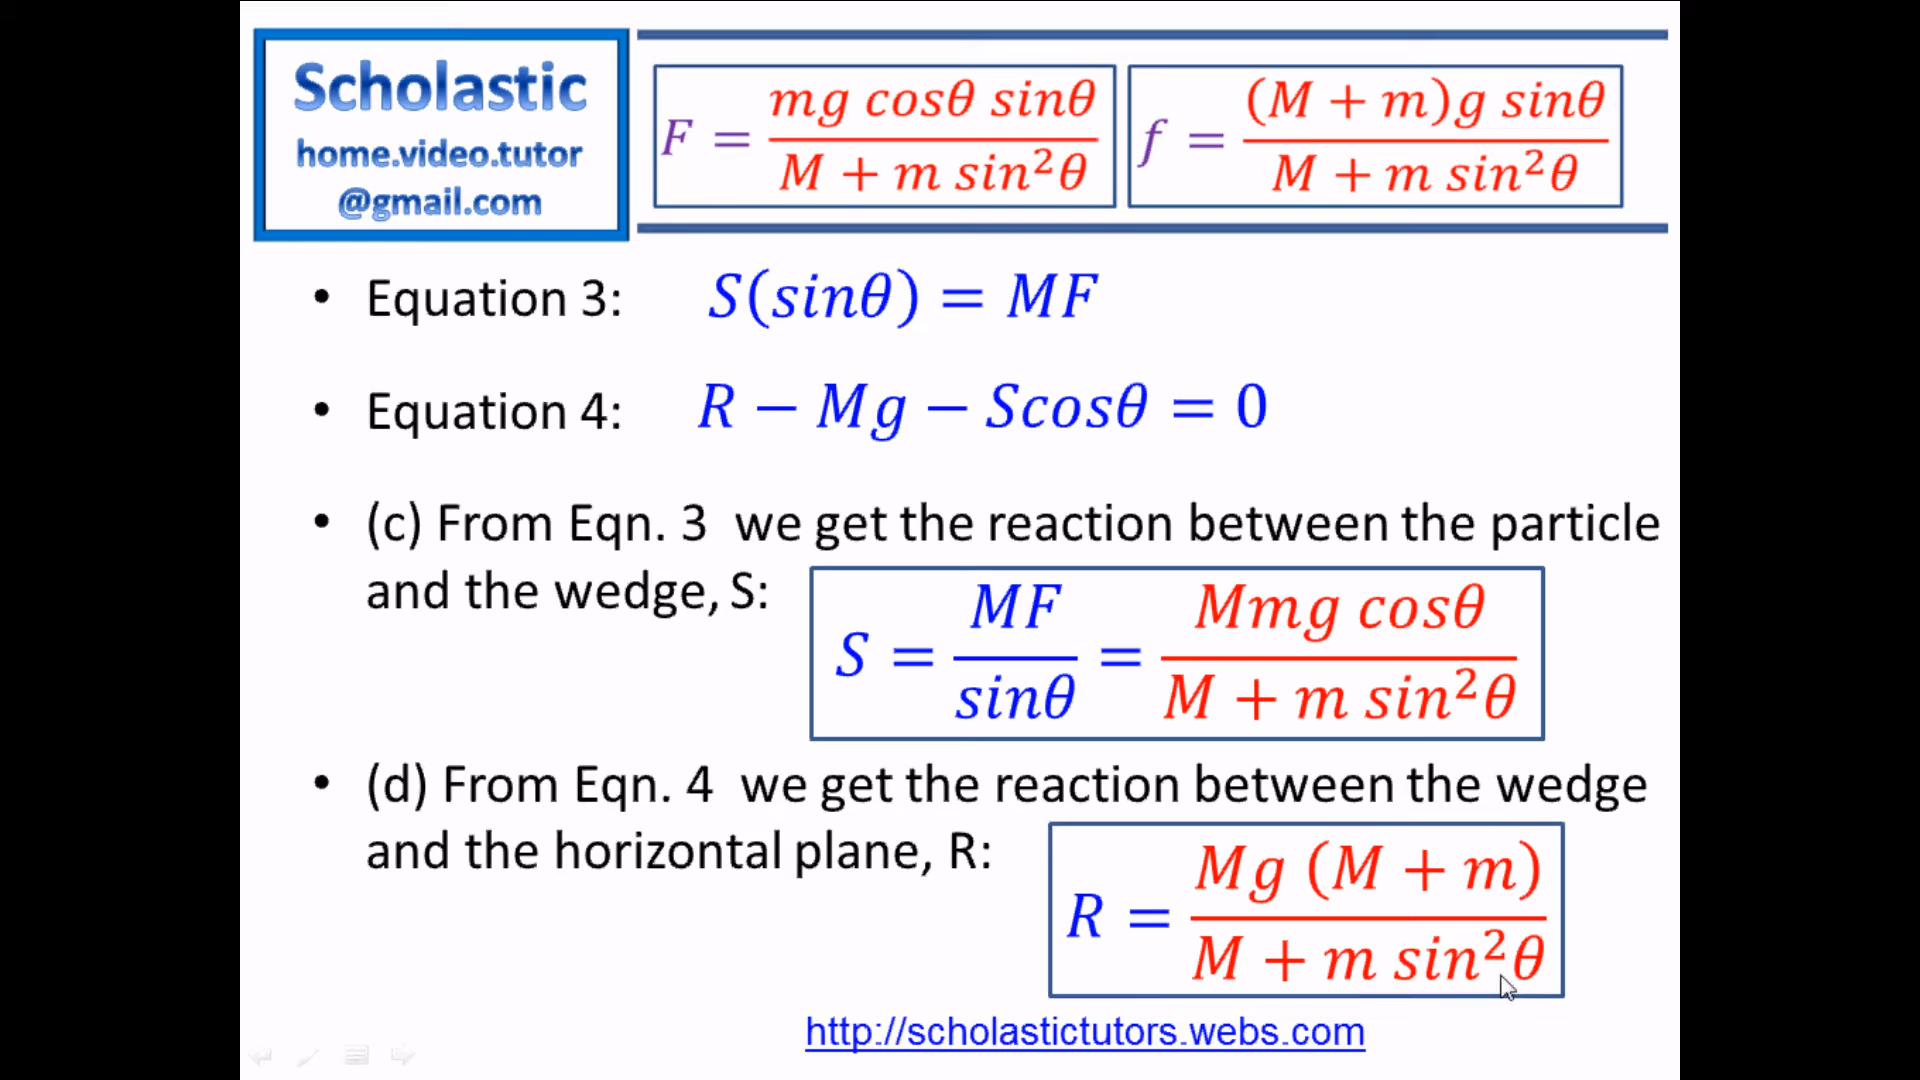 Scholastic
home.video.tutor
@gmail.com
F = mg cosθ sinθ / M + m sin²θ
f = (M + m)g sinθ / M + m sin²θ
• Equation 3: S(sinθ) = MF
• Equation 4: R − Mg − Scosθ = 0
• (c) From Eqn. 3 we get the reaction between the particle
and the wedge, S:
S = MF / sinθ = Mmg cosθ / M + m sin²θ
• (d) From Eqn. 4 we get the reaction between the wedge
and the horizontal plane, R:
R = Mg (M + m) / M + m sin²θ
http://scholastictutors.webs.com